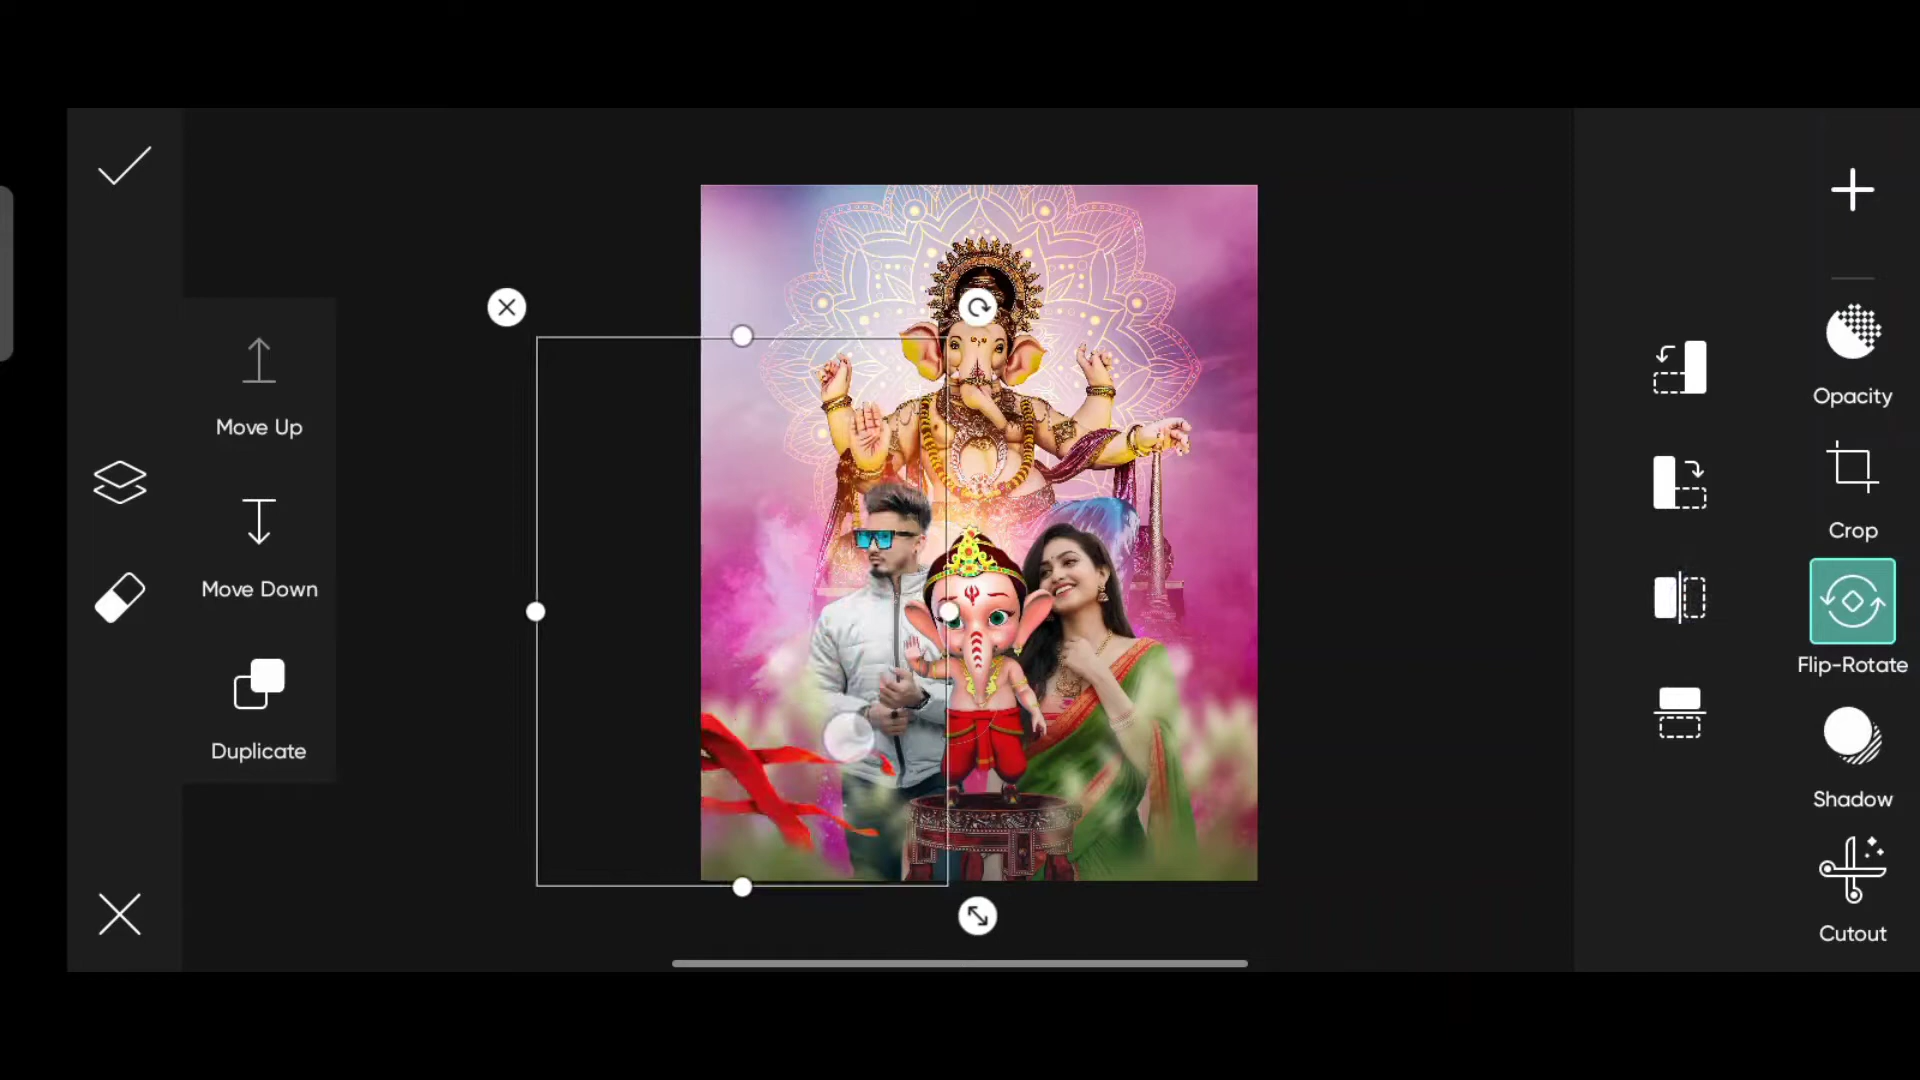 Move Up
Move Down
Duplicate
Opacity
Crop
Flip-Rotate
Shadow
Cutout